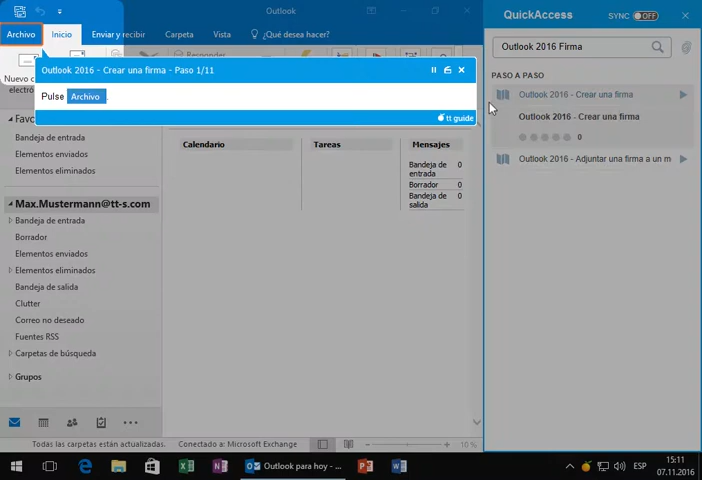 Outlook
Archivo Inicio Enviar y recibir Carpeta Vista ¿Qué desea hacer?
Responder
Nuevo c
electró
Outlook 2016 - Crear una firma - Paso 1/11
Pulse Archivo
tt guide
Favo
Bandeja de entrada
Elementos enviados
Elementos eliminados
Max.Mustermann@tt-s.com
Bandeja de entrada
Borrador
Elementos enviados
Elementos eliminados
Bandeja de salida
Clutter
Correo no deseado
Fuentes RSS
Carpetas de búsqueda
Grupos
Calendario Tareas Mensajes
Bandeja de entrada 0
Borrador 0
Bandeja de salida 0
Todas las carpetas están actualizadas. Conectado a: Microsoft Exchange 10 %
QuickAccess SYNC OFF
Outlook 2016 Firma
PASO A PASO
Outlook 2016 - Crear una firma
Outlook 2016 - Crear una firma
0
Outlook 2016 - Adjuntar una firma a un m
Outlook para hoy - ...
ESP
15:11
07.11.2016